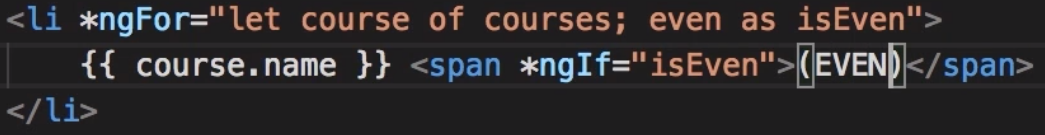 <li *ngFor="let course of courses; even as isEven">
{{ course.name }} <span *ngIf="isEven">(EVEN)</span>
</li>